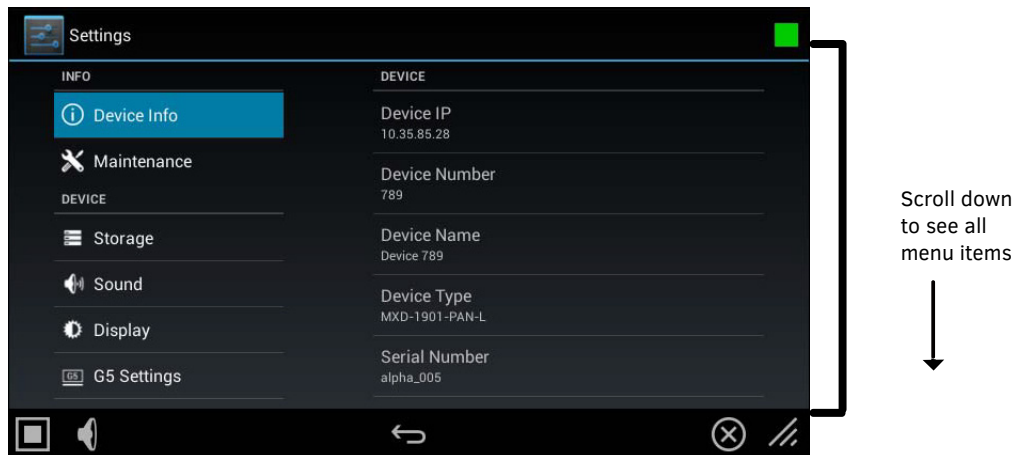 Settings
INFO
Device Info
Maintenance
DEVICE
Storage
Sound
Display
G5
G5 Settings
DEVICE
Device IP
10.35.85.28
Device Number
789
Device Name
Device 789
Device Type
MXD-1901-PAN-L
Serial Number
alpha_005
Scroll down
to see all
menu items